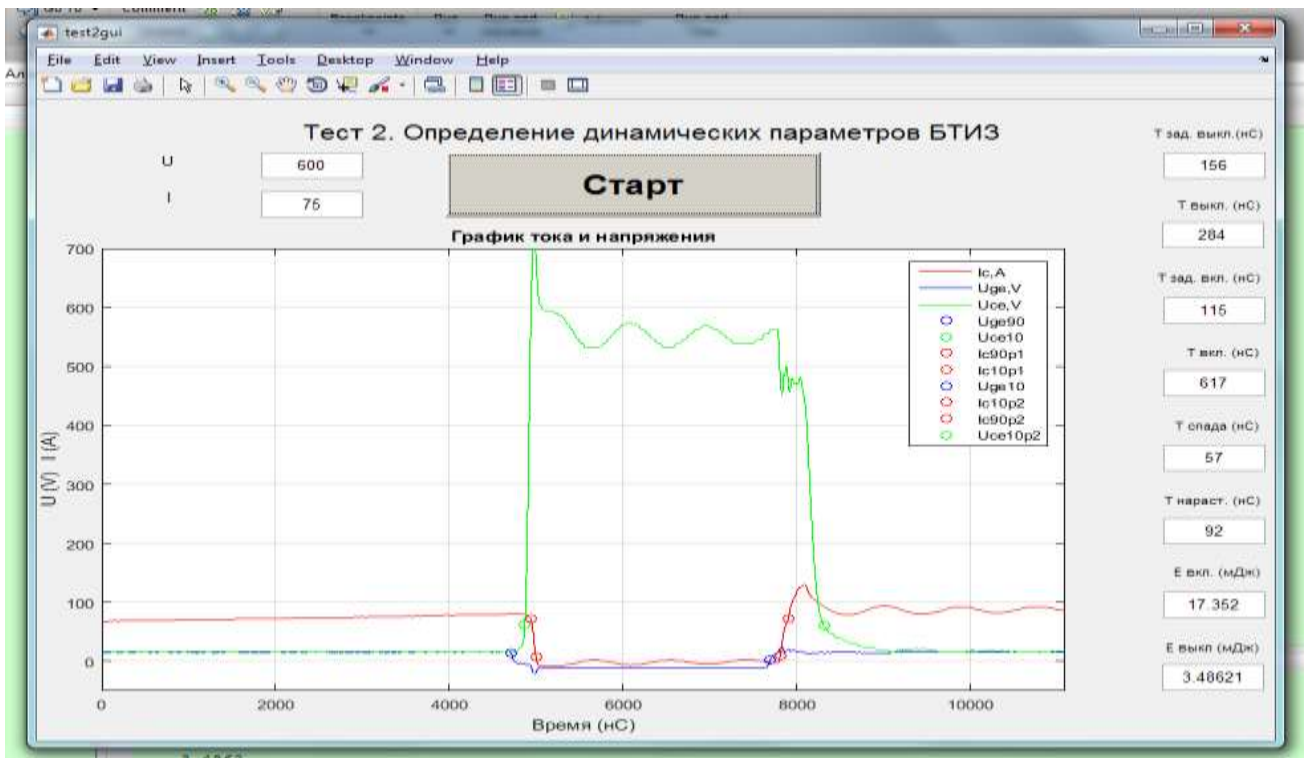 test2gui
File Edit View Insert Tools Desktop Window Help
Тест 2. Определение динамических параметров БТИЗ
U
600
I
75
Старт
График тока и напряжения
700
600
500
400
300
200
100
0
U (V) I (A)
0 2000 4000 6000 8000 10000
Время (нС)
Ic,A
Uge,V
Uce,V
Uge90
Uce10
Ic90p1
Ic10p1
Uge10
Ic10p2
Ic90p2
Uce10p2
Т зад. выкл.(нС)
156
Т выкл. (нС)
284
Т зад. вкл. (нС)
115
Т вкл. (нС)
617
Т спада (нС)
57
Т нараст. (нС)
92
Е вкл. (мДж)
17.352
Е выкл (мДж)
3.48621